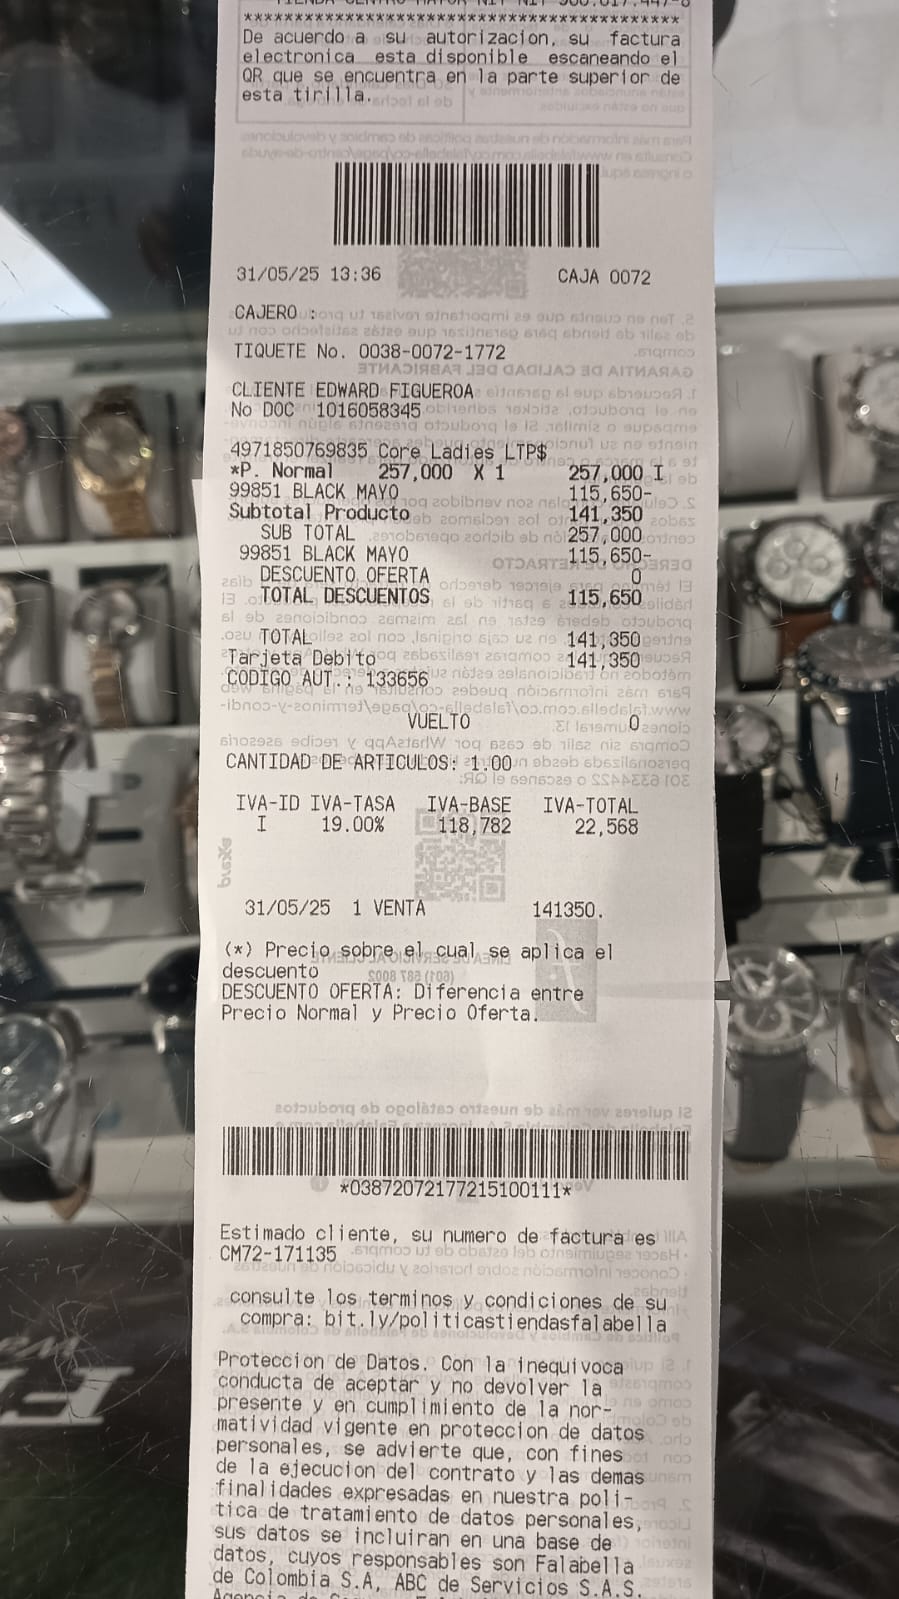 ******************************************
De acuerdo a su autorizacion, su factura
electronica esta disponible escaneando el
QR que se encuentra en la parte superior de
esta tirilla.
31/05/25 13:36 CAJA 0072
CAJERO :
TIQUETE No. 0038-0072-1772
CLIENTE EDWARD FIGUEROA
No DOC 1016058345
4971850769835 Core Ladies LTP$
*P. Normal 257,000 X 1 257,000 I
99851 BLACK MAYO 115,650-
Subtotal Producto 141,350
SUB TOTAL 257,000
99851 BLACK MAYO 115,650-
DESCUENTO OFERTA 0
TOTAL DESCUENTOS 115,650
TOTAL 141,350
Tarjeta Debito 141,350
CODIGO AUT.: 133656
VUELTO 0
CANTIDAD DE ARTICULOS: 1.00
IVA-ID IVA-TASA IVA-BASE IVA-TOTAL
I 19.00% 118,782 22,568
31/05/25 1 VENTA 141350.
(*) Precio sobre el cual se aplica el
descuento
DESCUENTO OFERTA: Diferencia entre
Precio Normal y Precio Oferta.
*03872072177215100111*
Estimado cliente, su numero de factura es
CM72-171135
consulte los terminos y condiciones de su
compra: bit.ly/politicastiendasfalabella
Proteccion de Datos. Con la inequivoca
conducta de aceptar y no devolver la
presente y en cumplimiento de la nor-
matividad vigente en proteccion de datos
personales, se advierte que, con fines
de la ejecucion del contrato y las demas
finalidades expresadas en nuestra poli-
tica de tratamiento de datos personales,
sus datos se incluiran en una base de
datos, cuyos responsables son Falabella
de Colombia S.A, ABC de Servicios S.A.S.